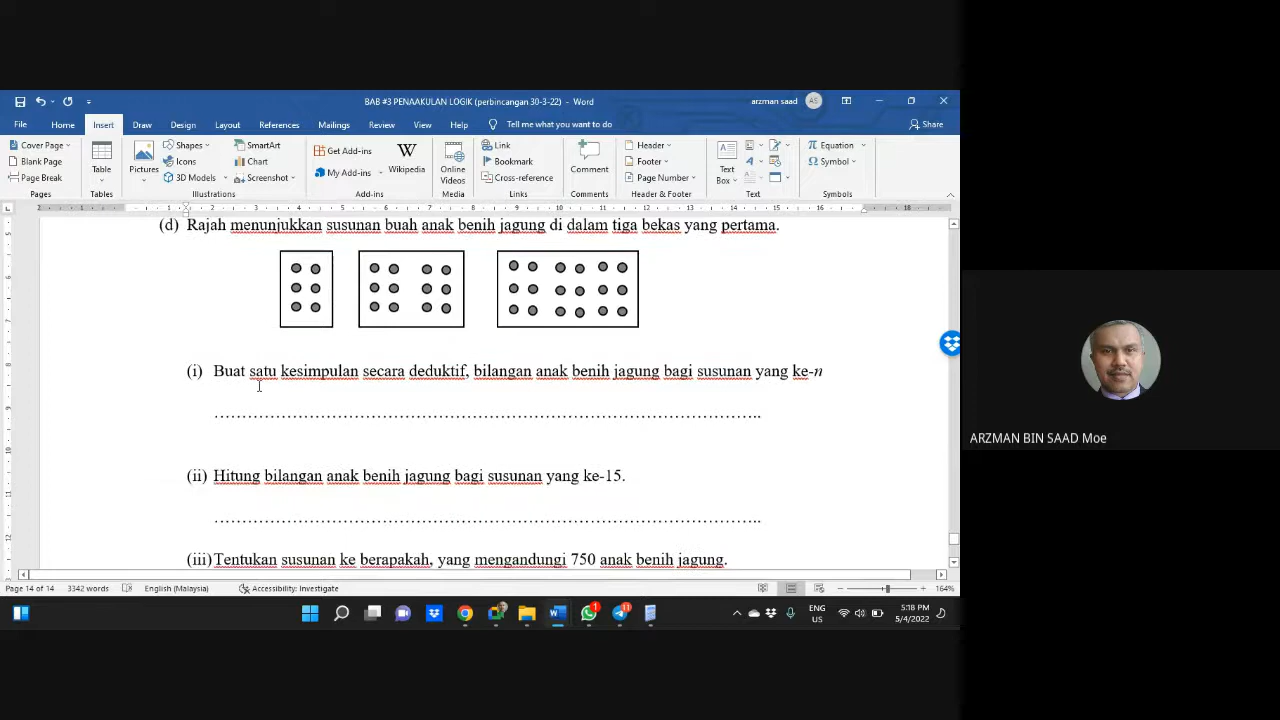 BAB #3 PENAAKULAN LOGIK (perbincangan 30-3-22) - Word
arzman saad AS
File Home Insert Draw Design Layout References Mailings Review View Help Tell me what you want to do Share
Cover Page
Blank Page
Page Break
Pages
Table
Tables
Pictures
Shapes
Icons
3D Models
SmartArt
Chart
Screenshot
Illustrations
Get Add-ins
My Add-ins
Wikipedia
Add-ins
Online Videos
Media
Link
Bookmark
Cross-reference
Links
Comment
Comments
Header
Footer
Page Number
Header & Footer
Text Box
Text
Equation
Symbol
Symbols
(d) Rajah menunjukkan susunan buah anak benih jagung di dalam tiga bekas yang pertama.
(i) Buat satu kesimpulan secara deduktif, bilangan anak benih jagung bagi susunan yang ke-n
…………………………………………………………………………………..
(ii) Hitung bilangan anak benih jagung bagi susunan yang ke-15.
…………………………………………………………………………………..
(iii) Tentukan susunan ke berapakah, yang mengandungi 750 anak benih jagung.
Page 14 of 14 3342 words English (Malaysia) Accessibility: Investigate 164%
ENG US 5:18 PM 5/4/2022
ARZMAN BIN SAAD Moe